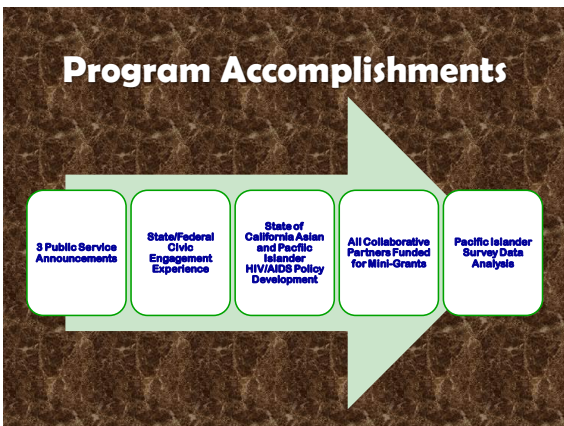 Program Accomplishments
3 Public Service
Announcements
State/Federal
Civic
Engagement
Experience
State of
California Asian
and Pacfiic
Islander
HIV/AIDS Policy
Development
All Collaborative
Partners Funded
for Mini-Grants
Pacific Islander
Survey Data
Analysis